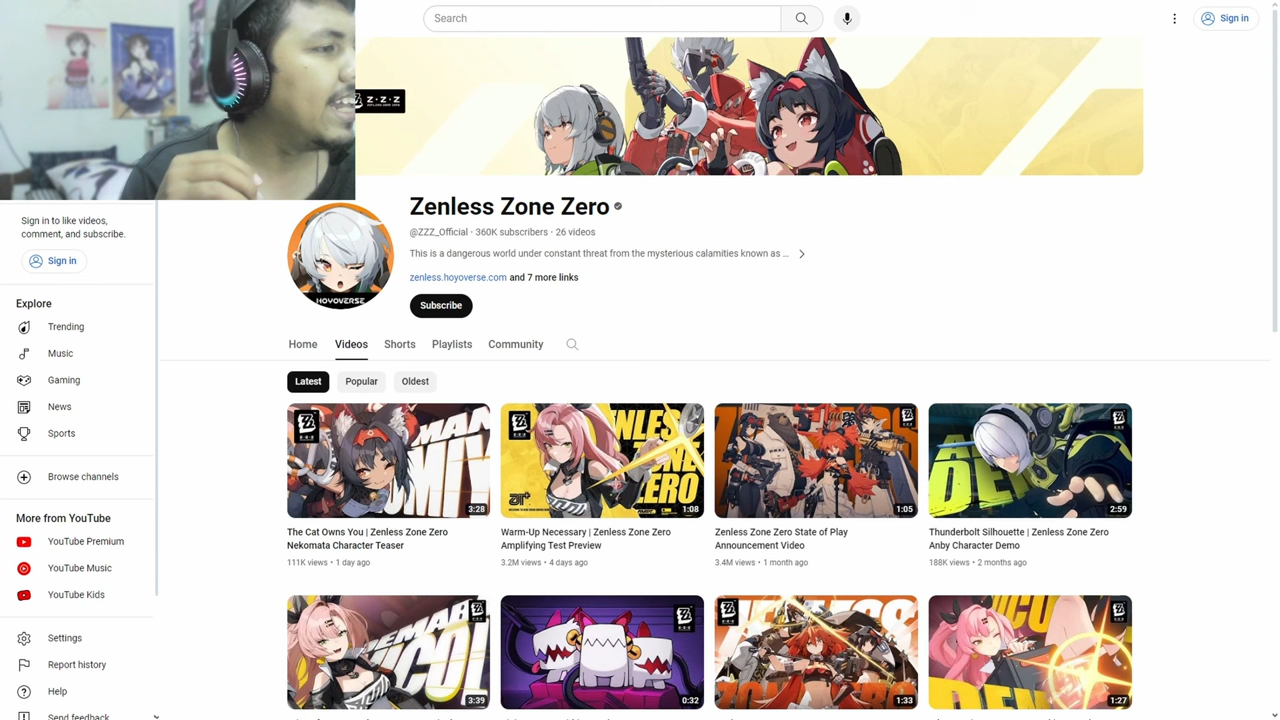 Search
Sign in
Z·Z·Z
Sign in to like videos,
comment, and subscribe.
Sign in
Explore
Trending
Music
Gaming
News
Sports
Browse channels
More from YouTube
YouTube Premium
YouTube Music
YouTube Kids
Settings
Report history
Help
Send feedback
HOYOVERSE
Zenless Zone Zero
@ZZZ_Official · 360K subscribers · 26 videos
This is a dangerous world under constant threat from the mysterious calamities known as ...
zenless.hoyoverse.com and 7 more links
Subscribe
Home Videos Shorts Playlists Community
Latest Popular Oldest
ZERO
3:28
1:08
1:05
2:59
The Cat Owns You | Zenless Zone Zero
Nekomata Character Teaser
111K views • 1 day ago
Warm-Up Necessary | Zenless Zone Zero
Amplifying Test Preview
3.2M views • 4 days ago
Zenless Zone Zero State of Play
Announcement Video
3.4M views • 1 month ago
Thunderbolt Silhouette | Zenless Zone Zero
Anby Character Demo
188K views • 2 months ago
3:39
0:32
1:33
1:27